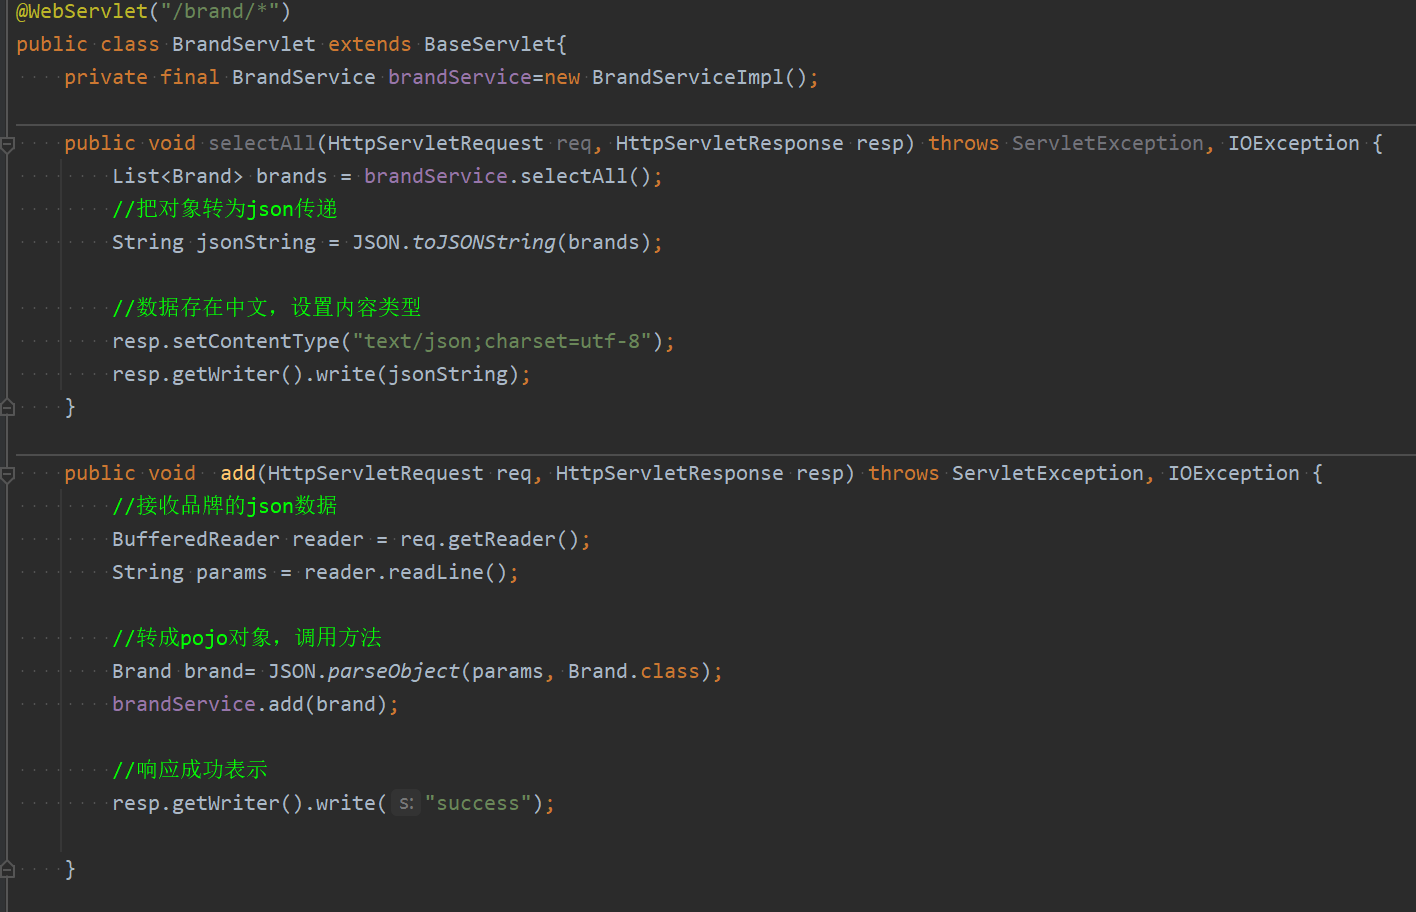 @WebServlet("/brand/*")
public class BrandServlet extends BaseServlet{
private final BrandService brandService=new BrandServiceImpl();
public void selectAll(HttpServletRequest req, HttpServletResponse resp) throws ServletException, IOException {
List<Brand> brands = brandService.selectAll();
//把对象转为json传递
String jsonString = JSON.toJSONString(brands);
//数据存在中文，设置内容类型
resp.setContentType("text/json;charset=utf-8");
resp.getWriter().write(jsonString);
}
public void  add(HttpServletRequest req, HttpServletResponse resp) throws ServletException, IOException {
//接收品牌的json数据
BufferedReader reader = req.getReader();
String params = reader.readLine();
//转成pojo对象，调用方法
Brand brand= JSON.parseObject(params, Brand.class);
brandService.add(brand);
//响应成功表示
resp.getWriter().write( s: "success");
}